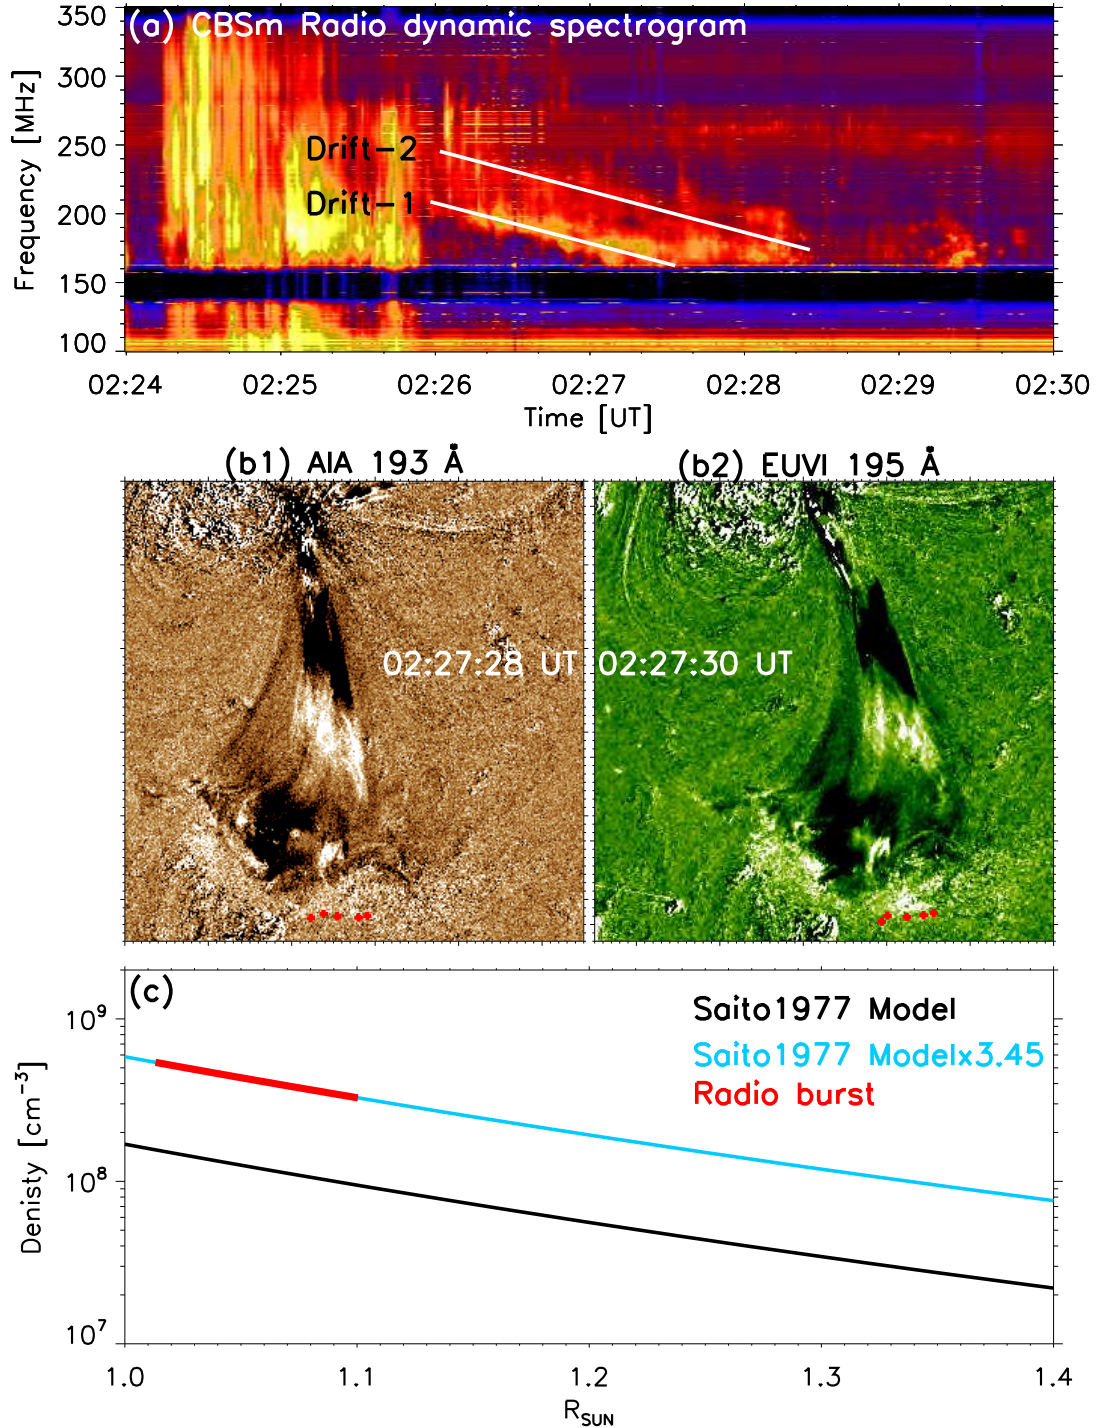 (a) CBSm Radio dynamic spectrogram
350
300
250
200
150
100
Frequency [MHz]
Drift-2
Drift-1
02:24 02:25 02:26 02:27 02:28 02:29 02:30
Time [UT]
(b1) AIA 193 Å
(b2) EUVI 195 Å
02:27:28 UT
02:27:30 UT
(c)
Saito1977 Model
Saito1977 Modelx3.45
Radio burst
10⁹
10⁸
10⁷
Denisty [cm⁻³]
1.0 1.1 1.2 1.3 1.4
R_SUN